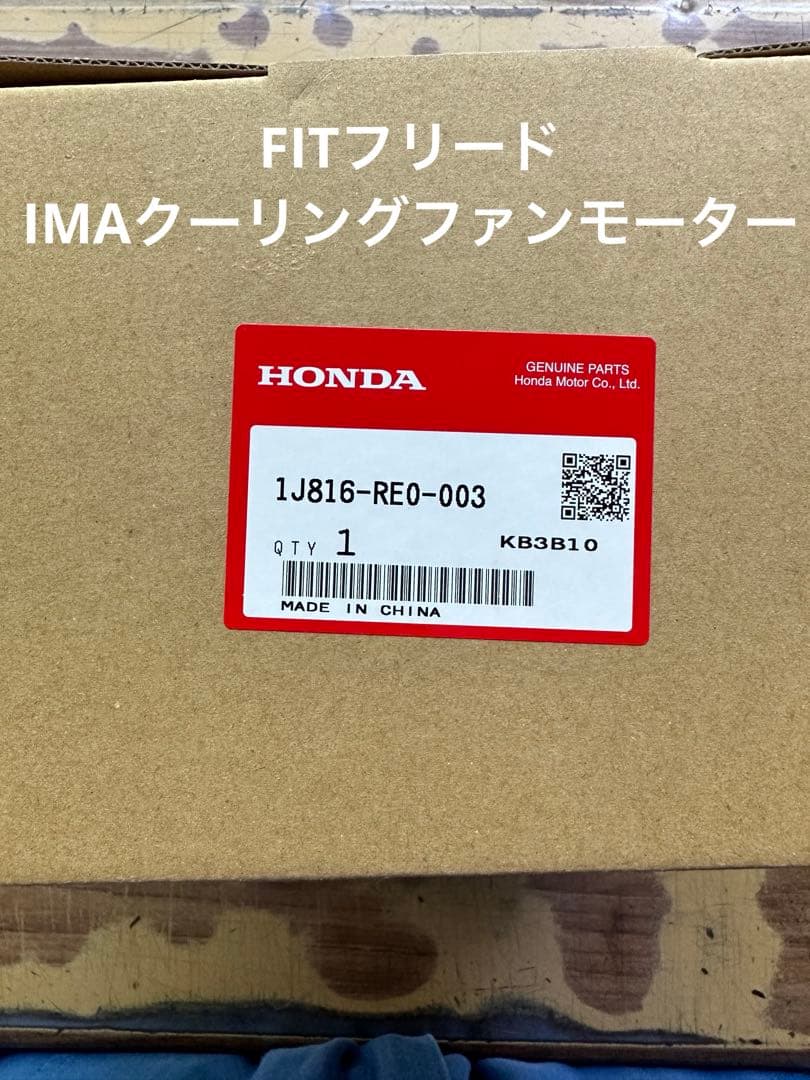 FITフリード
IMAクーリングファンモーター
HONDA
GENUINE PARTS
Honda Motor Co., Ltd.
1J816-RE0-003
QTY 1
KB3B10
MADE IN CHINA